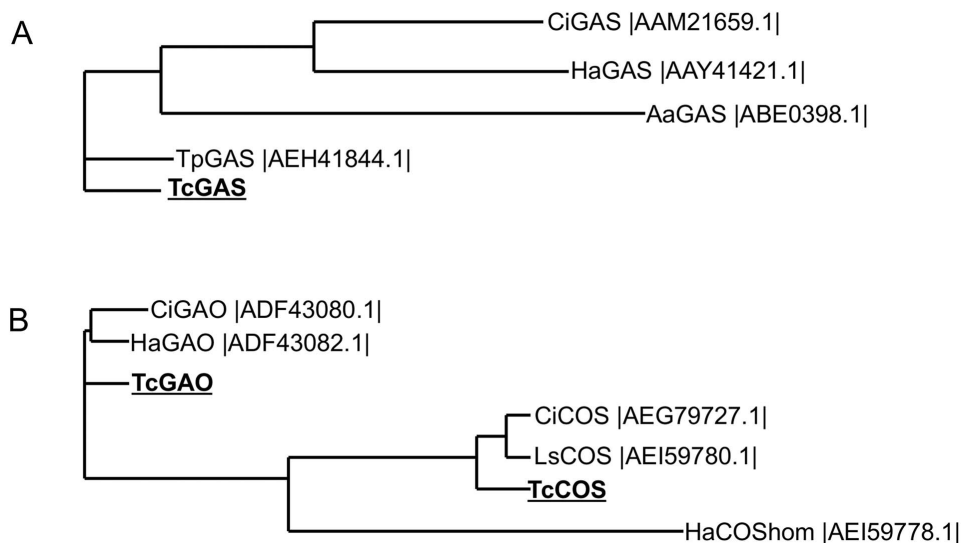 A
CiGAS |AAM21659.1|
HaGAS |AAY41421.1|
AaGAS |ABE0398.1|
TpGAS |AEH41844.1|
TcGAS
B
CiGAO |ADF43080.1|
HaGAO |ADF43082.1|
TcGAO
CiCOS |AEG79727.1|
LsCOS |AEI59780.1|
TcCOS
HaCOShom |AEI59778.1|